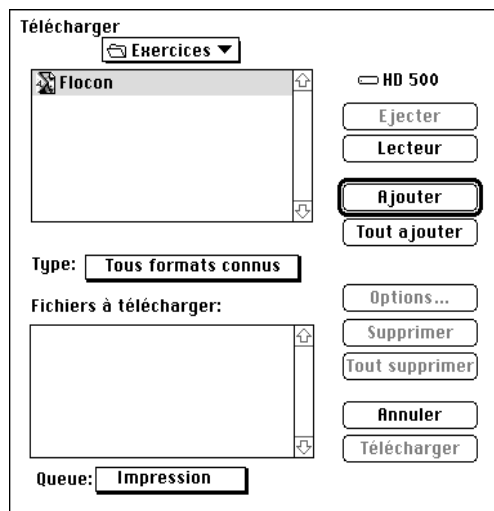 Télécharger
Exercices
Flocon
HD 500
Ejecter
Lecteur
Ajouter
Tout ajouter
Type: Tous formats connus
Fichiers à télécharger:
Options...
Supprimer
Tout supprimer
Annuler
Télécharger
Queue: Impression